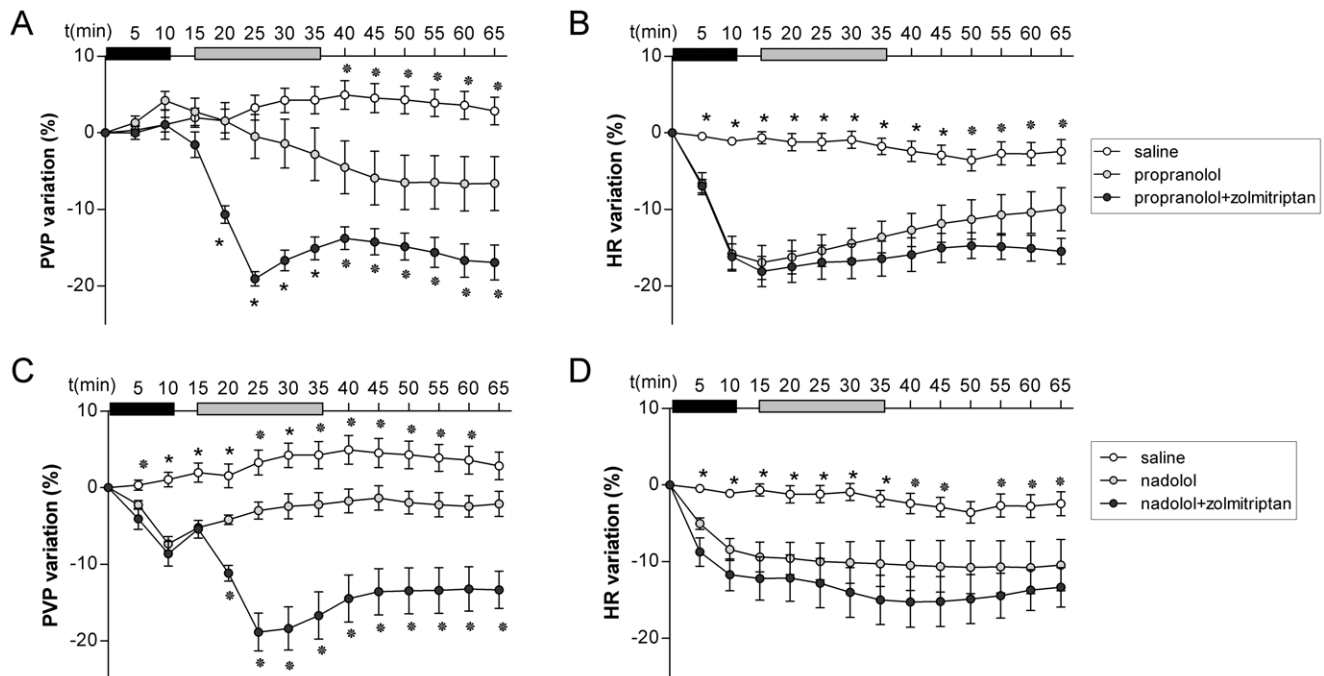 A
t(min) 5 10 15 20 25 30 35 40 45 50 55 60 65
10
0
-10
-20
PVP variation (%)
* * * *
B
t(min) 5 10 15 20 25 30 35 40 45 50 55 60 65
10
0
-10
-20
HR variation (%)
* * * * * * * * *
saline
propranolol
propranolol+zolmitriptan
C
t(min) 5 10 15 20 25 30 35 40 45 50 55 60 65
10
0
-10
-20
PVP variation (%)
* * * *
D
t(min) 5 10 15 20 25 30 35 40 45 50 55 60 65
10
0
-10
-20
HR variation (%)
* * * * * * *
saline
nadolol
nadolol+zolmitriptan